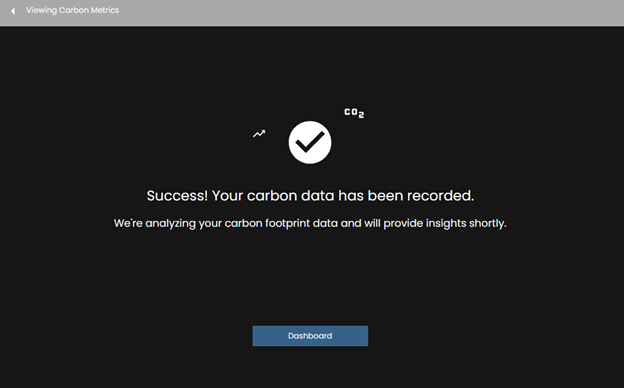 Viewing Carbon Metrics
CO2
Success! Your carbon data has been recorded.
We're analyzing your carbon footprint data and will provide insights shortly.
Dashboard